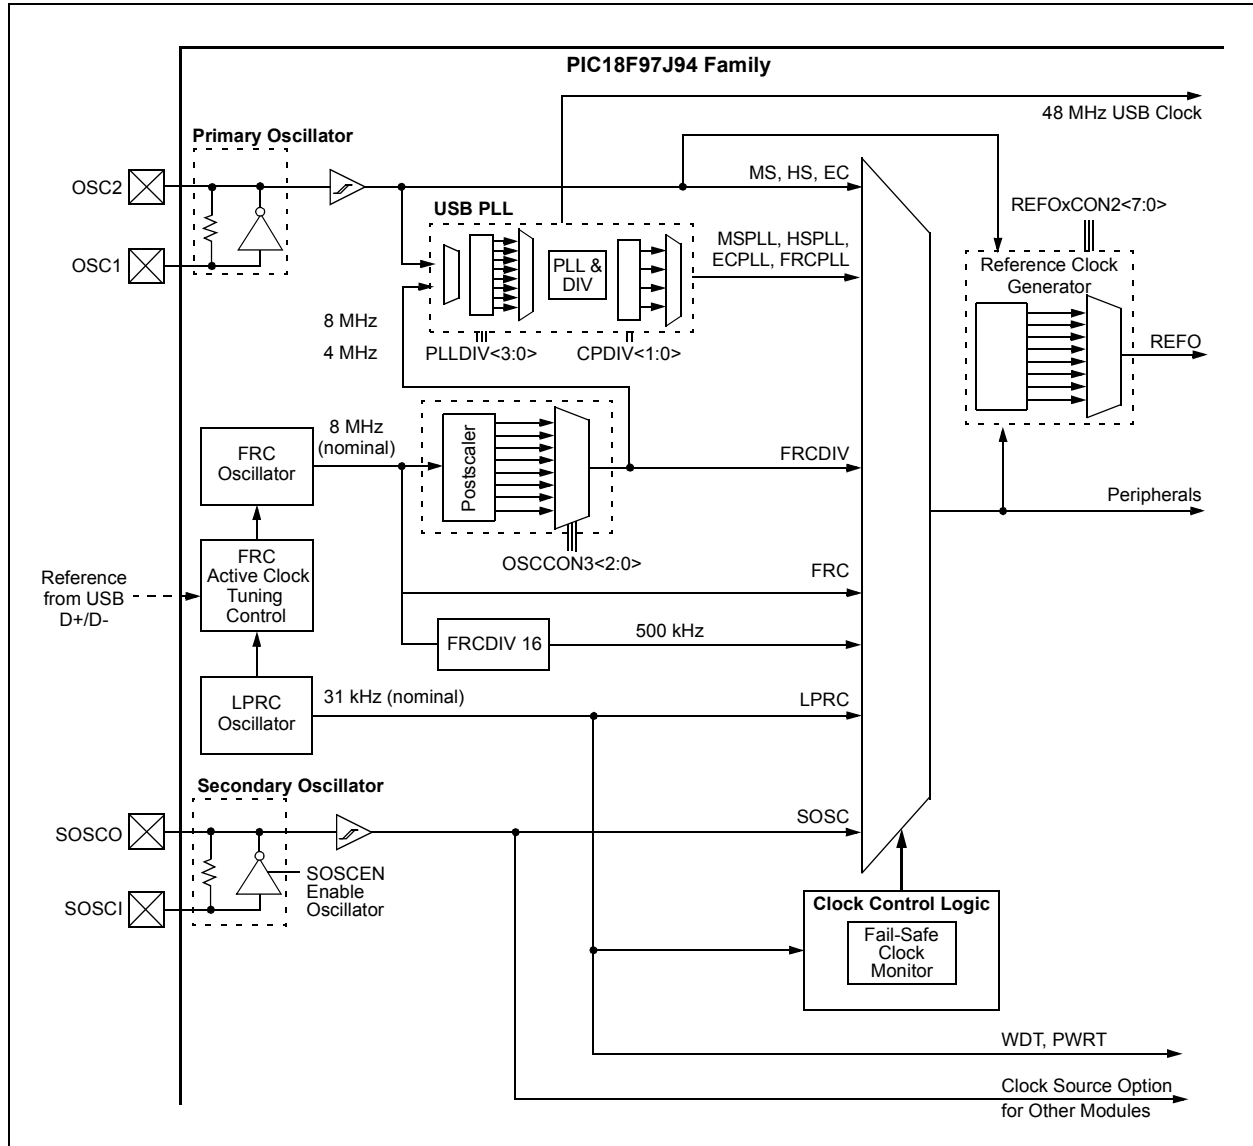 PIC18F97J94 Family
48 MHz USB Clock
Primary Oscillator
OSC2
OSC1
MS, HS, EC
USB PLL
PLL &
DIV
MSPLL, HSPLL,
ECPLL, FRCPLL
REFOxCON2<7:0>
Reference Clock
Generator
REFO
8 MHz
4 MHz
PLLDIV<3:0>
CPDIV<1:0>
FRC
Oscillator
8 MHz
(nominal)
Postscaler
FRCDIV
Peripherals
OSCCON3<2:0>
Reference
from USB
D+/D-
FRC
Active Clock
Tuning
Control
FRC
FRCDIV 16
500 kHz
LPRC
Oscillator
31 kHz (nominal)
LPRC
Secondary Oscillator
SOSCO
SOSCI
SOSCEN
Enable
Oscillator
SOSC
Clock Control Logic
Fail-Safe
Clock
Monitor
WDT, PWRT
Clock Source Option
for Other Modules